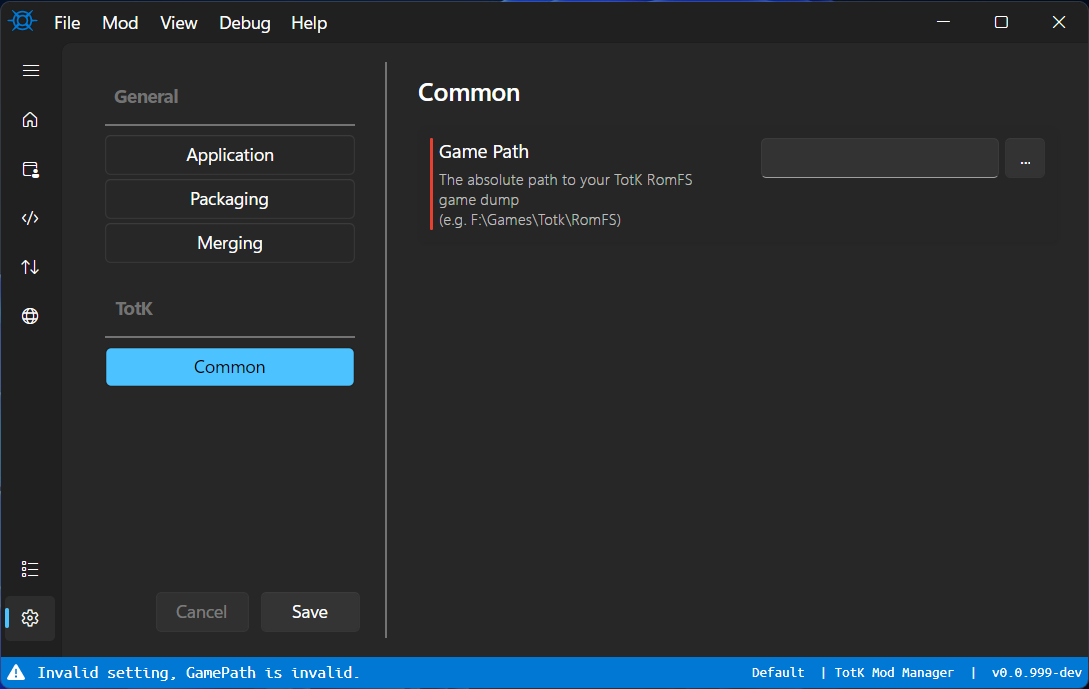 File Mod View Debug Help
General
Application
Packaging
Merging
TotK
Common
Cancel Save
Common
Game Path
The absolute path to your TotK RomFS
game dump
(e.g. F:\Games\Totk\RomFS)
...
Invalid setting, GamePath is invalid.
Default | TotK Mod Manager | v0.0.999-dev